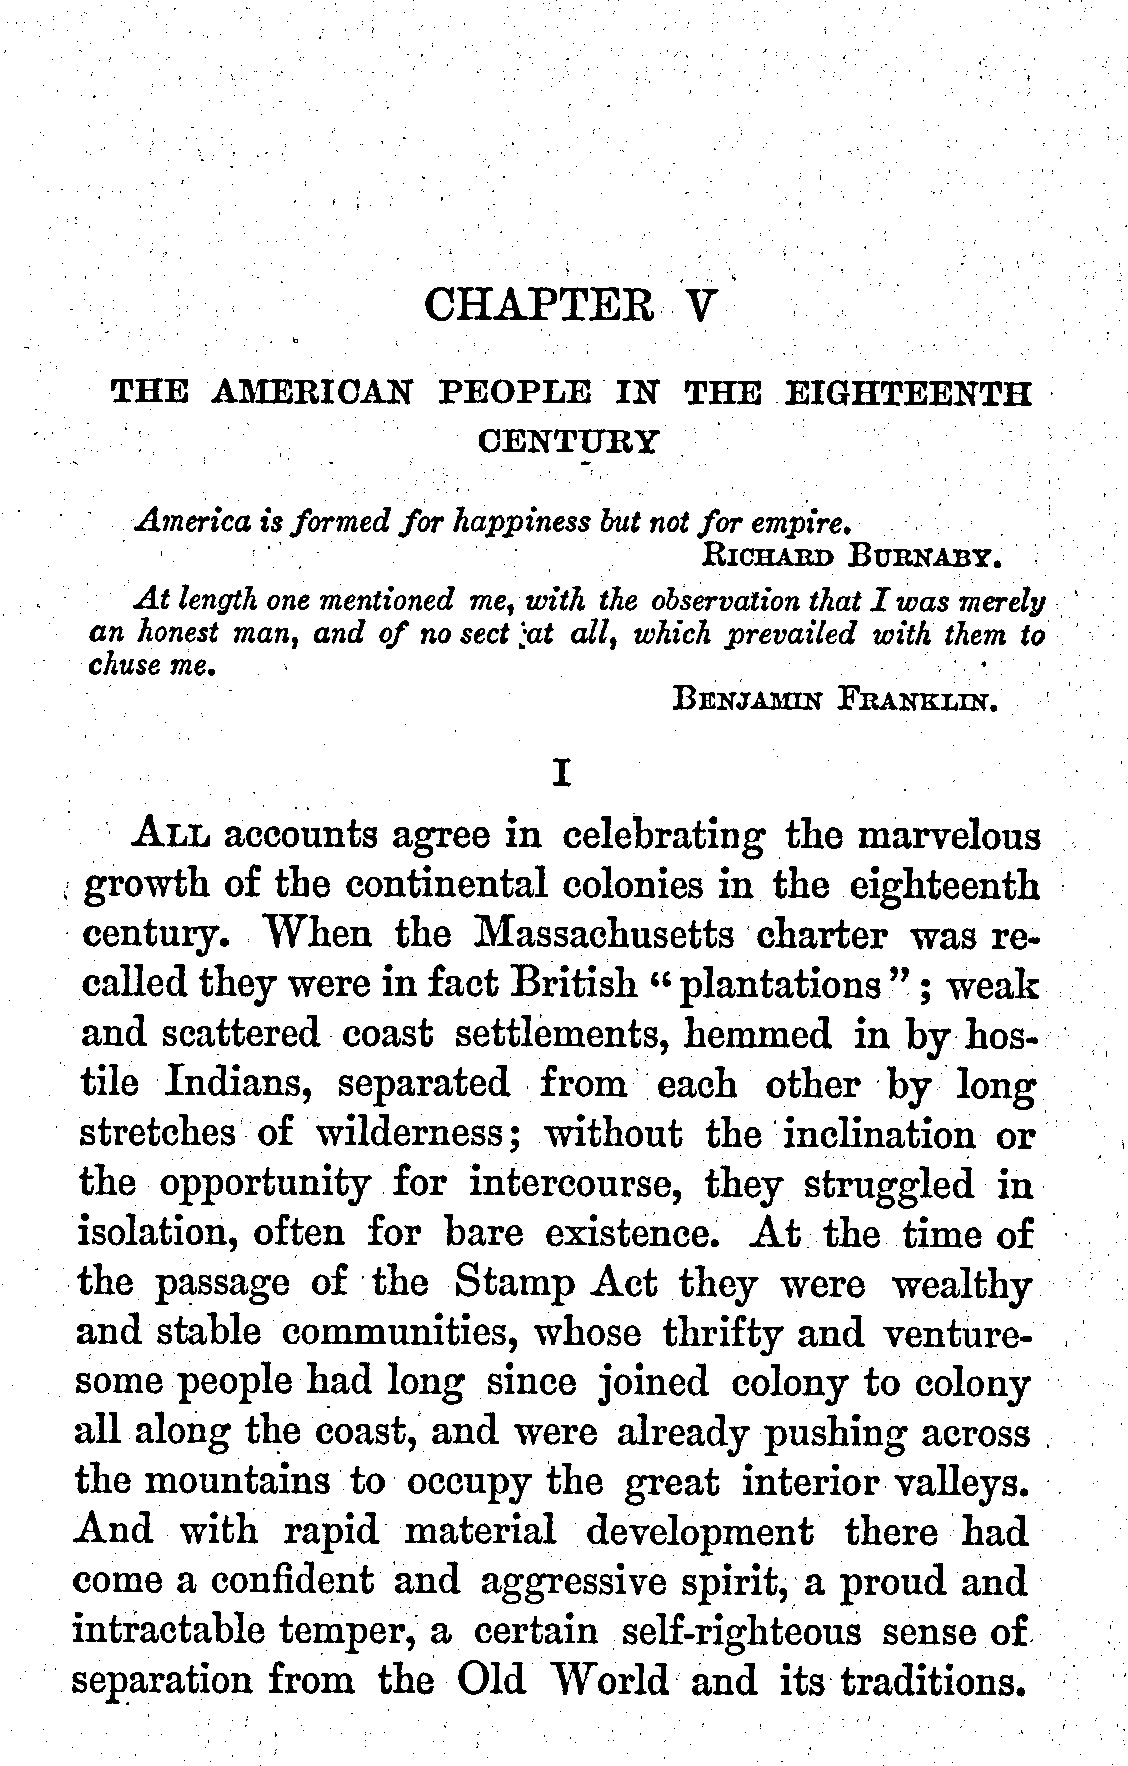 CHAPTER V
THE AMERICAN PEOPLE IN THE EIGHTEENTH
CENTURY
America is formed for happiness but not for empire.
RICHARD BURNABY.
At length one mentioned me, with the observation that I was merely
an honest man, and of no sect at all, which prevailed with them to
chuse me.
BENJAMIN FRANKLIN.
I
ALL accounts agree in celebrating the marvelous
growth of the continental colonies in the eighteenth
century. When the Massachusetts charter was re-
called they were in fact British “plantations”; weak
and scattered coast settlements, hemmed in by hos-
tile Indians, separated from each other by long
stretches of wilderness; without the inclination or
the opportunity for intercourse, they struggled in
isolation, often for bare existence. At the time of
the passage of the Stamp Act they were wealthy
and stable communities, whose thrifty and venture-
some people had long since joined colony to colony
all along the coast, and were already pushing across
the mountains to occupy the great interior valleys.
And with rapid material development there had
come a confident and aggressive spirit, a proud and
intractable temper, a certain self-righteous sense of
separation from the Old World and its traditions.